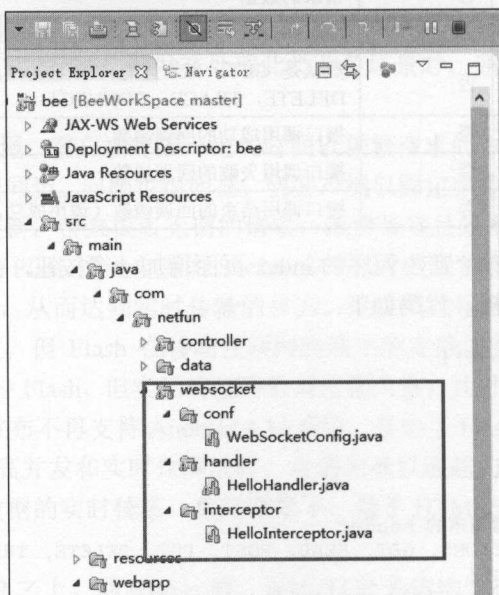 Project Explorer Navigator
bee [BeeWorkSpace master]
JAX-WS Web Services
Deployment Descriptor: bee
Java Resources
JavaScript Resources
src
main
java
com
netfun
controller
data
websocket
conf
WebSocketConfig.java
handler
HelloHandler.java
interceptor
HelloInterceptor.java
resources
webapp